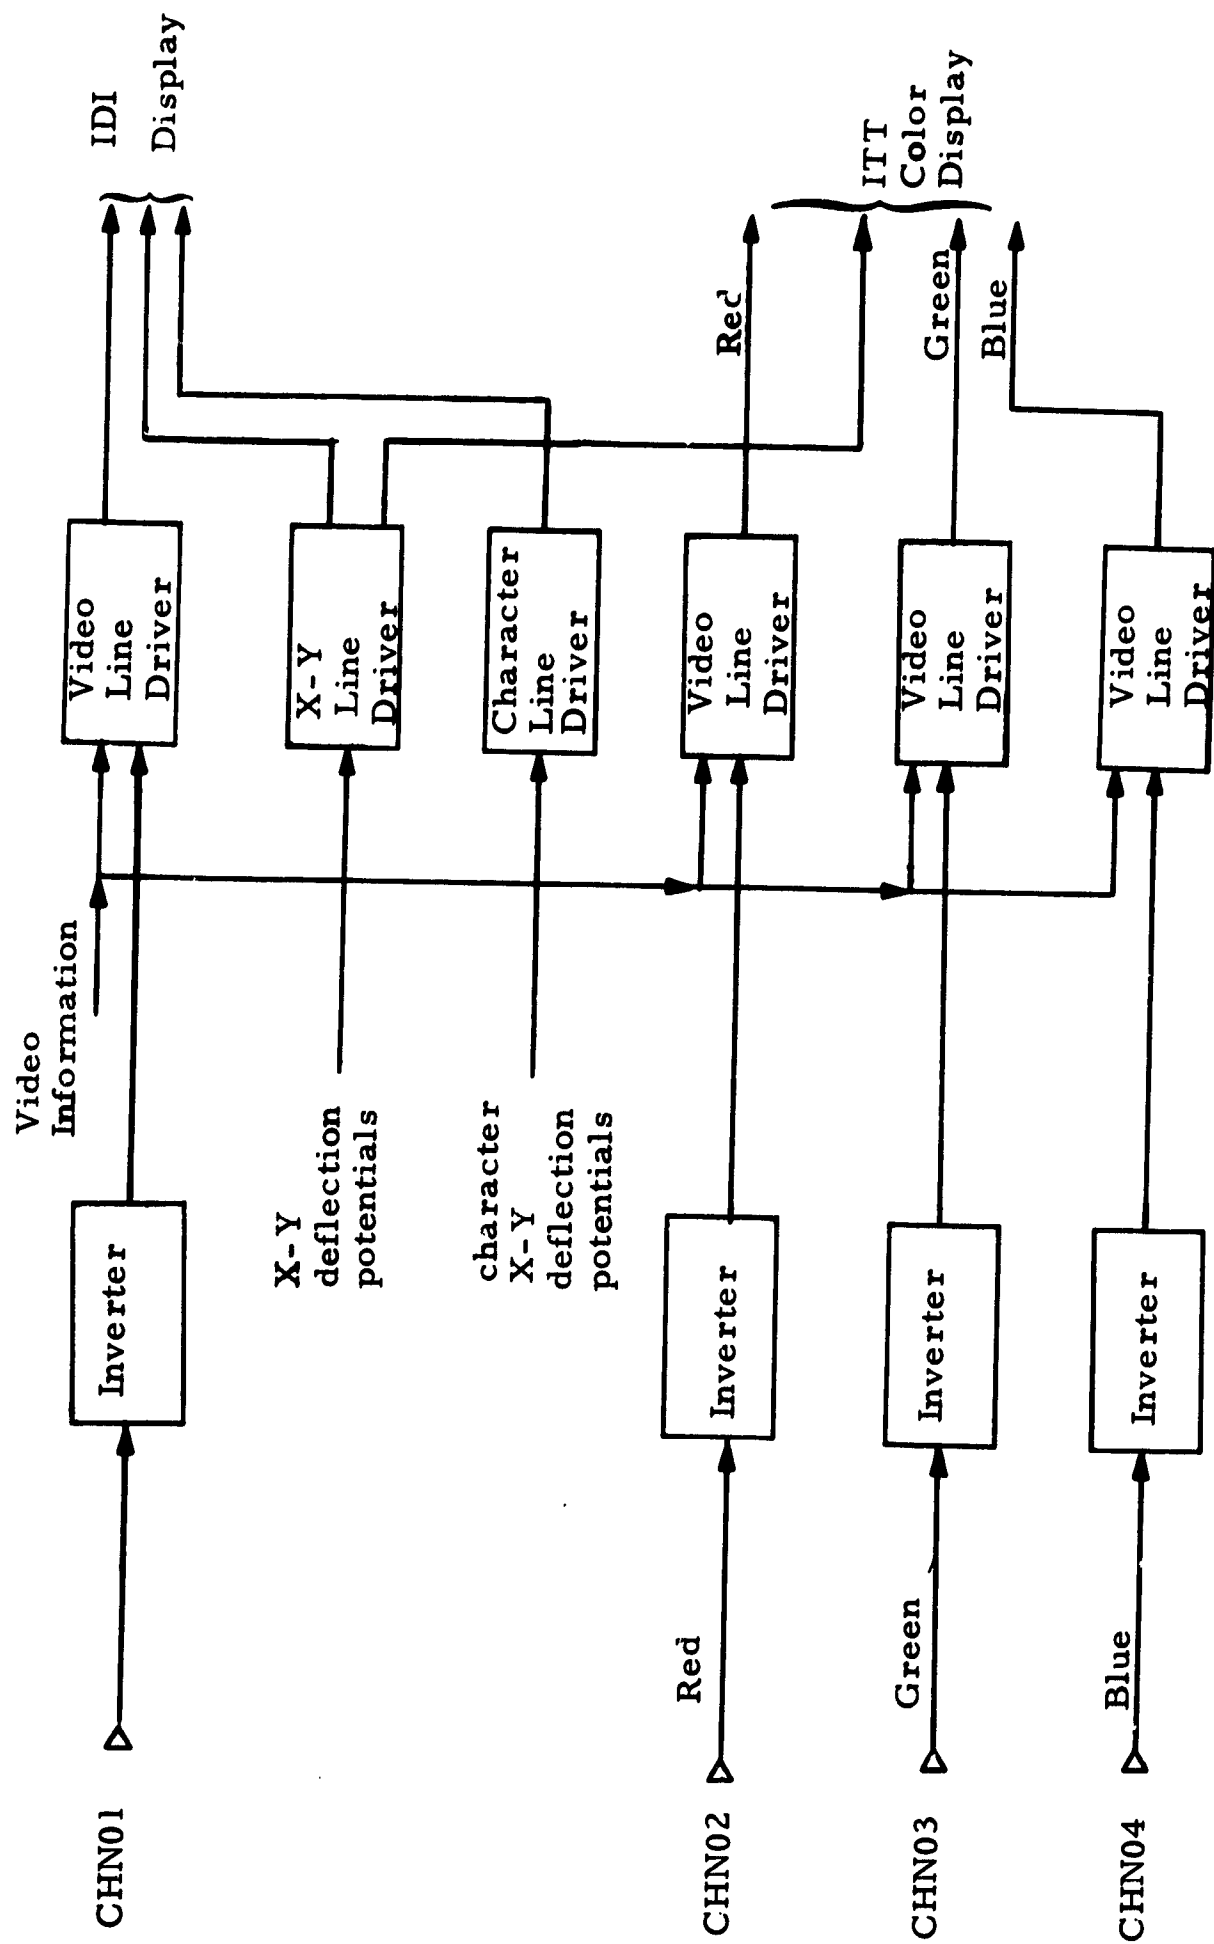 CHN01
Inverter
Video
Information
Video
Line
Driver
IDI
Display
X-Y
deflection
potentials
X-Y
Line
Driver
character
X-Y
deflection
potentials
Character
Line
Driver
CHN02
Red
Inverter
Video
Line
Driver
Red
ITT
Color
Display
CHN03
Green
Inverter
Video
Line
Driver
Green
CHN04
Blue
Inverter
Video
Line
Driver
Blue